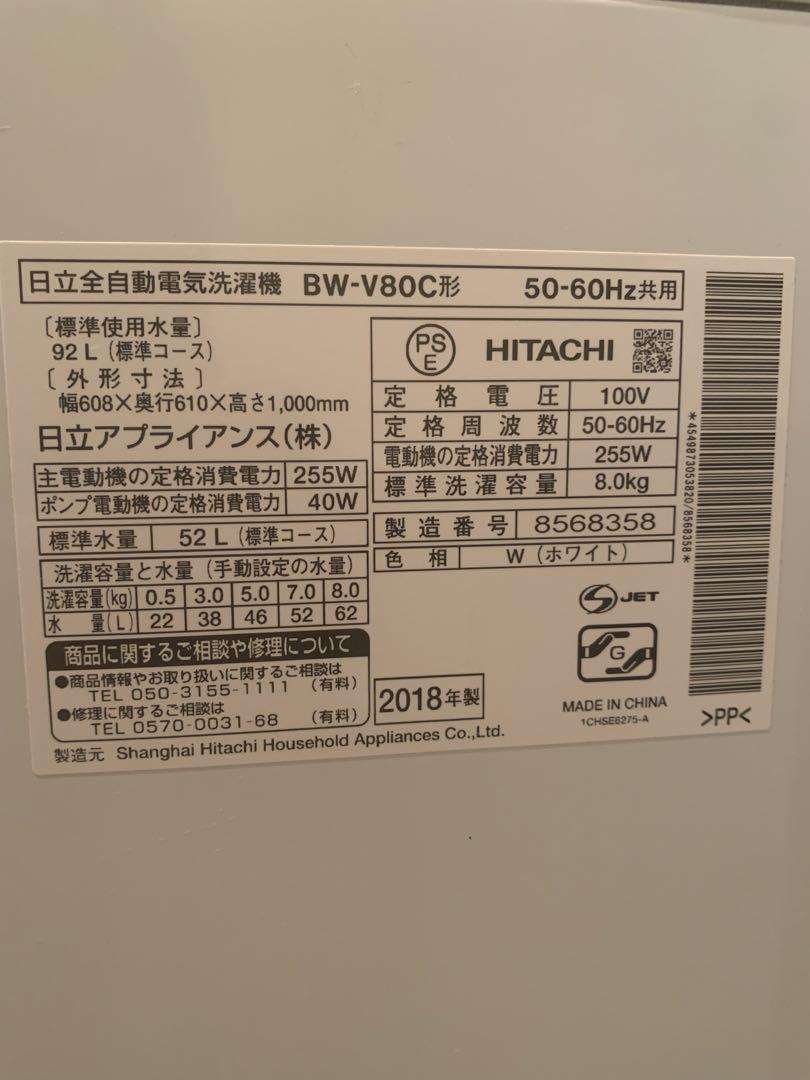 日立全自動電気洗濯機 BW-V80C形 50-60Hz共用
〔標準使用水量〕
92 L (標準コース)
〔外形寸法〕
幅608×奥行610×高さ1,000mm
日立アプライアンス(株)
主電動機の定格消費電力 255W
ポンプ電動機の定格消費電力 40W
標準水量 52 L (標準コース)
洗濯容量と水量 (手動設定の水量)
洗濯容量(kg) 0.5 3.0 5.0 7.0 8.0
水量(L) 22 38 46 52 62
商品に関するご相談や修理について
●商品情報やお取り扱いに関するご相談は
TEL 050-3155-1111 (有料)
●修理に関するご相談は
TEL 0570-0031-68 (有料)
製造元 Shanghai Hitachi Household Appliances Co.,Ltd.
PS
E
HITACHI
定格電圧 100V
定格周波数 50-60Hz
電動機の定格消費電力 255W
標準洗濯容量 8.0kg
製造番号 8568358
色相 W (ホワイト)
JET
G
2018年製
MADE IN CHINA
1CHSE6275-A
*4549873053820/8568358*
>PP<